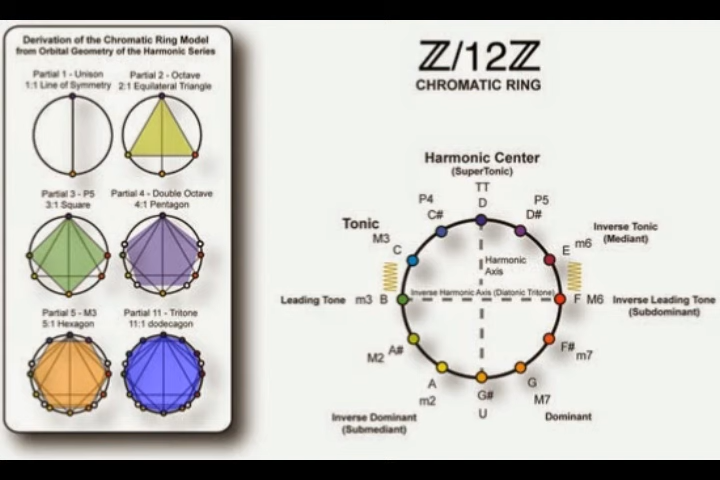 Derivation of the Chromatic Ring Model
from Orbital Geometry of the Harmonic Series
Partial 1 - Unison
1:1 Line of Symmetry
Partial 2 - Octave
2:1 Equilateral Triangle
Partial 3 - P5
3:1 Square
Partial 4 - Double Octave
4:1 Pentagon
Partial 5 - M3
5:1 Hexagon
Partial 11 - Tritone
11:1 dodecagon
ℤ/12ℤ
CHROMATIC RING
Harmonic Center
(SuperTonic)
TT
D
P4
C#
P5
D#
Tonic
M3
C
E
m6
Inverse Tonic
(Mediant)
Harmonic
Axis
Inverse Harmonic Axis (Diatonic Tritone)
Leading Tone
m3
B
F
M6
Inverse Leading Tone
(Subdominant)
M2
A#
F#
m7
A
m2
G
M7
G#
U
Inverse Dominant
(Submediant)
Dominant